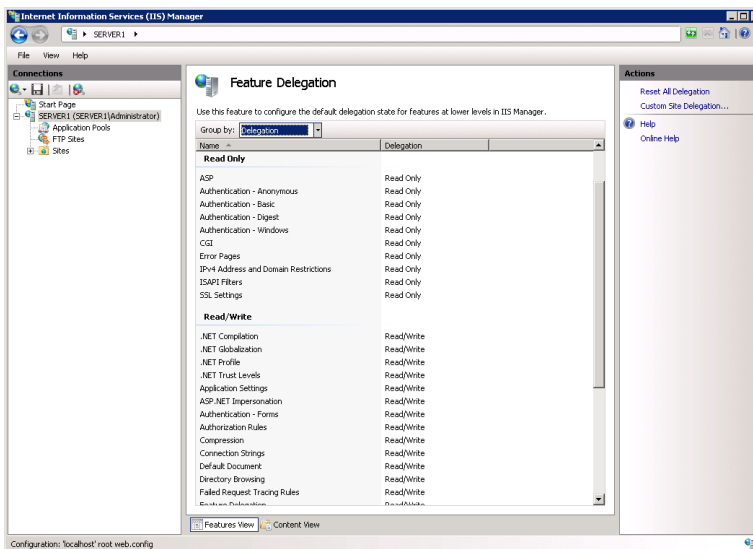 Internet Information Services (IIS) Manager
SERVER1
File View Help
Connections
Start Page
SERVER1 (SERVER1\Administrator)
Application Pools
FTP Sites
Sites
Feature Delegation
Use this feature to configure the default delegation state for features at lower levels in IIS Manager.
Group by: Delegation
Name Delegation
Read Only
ASP Read Only
Authentication - Anonymous Read Only
Authentication - Basic Read Only
Authentication - Digest Read Only
Authentication - Windows Read Only
CGI Read Only
Error Pages Read Only
IPv4 Address and Domain Restrictions Read Only
ISAPI Filters Read Only
SSL Settings Read Only
Read/Write
.NET Compilation Read/Write
.NET Globalization Read/Write
.NET Profile Read/Write
.NET Trust Levels Read/Write
Application Settings Read/Write
ASP.NET Impersonation Read/Write
Authentication - Forms Read/Write
Authorization Rules Read/Write
Compression Read/Write
Connection Strings Read/Write
Default Document Read/Write
Directory Browsing Read/Write
Failed Request Tracing Rules Read/Write
Feature Delegation Read/Write
Features View Content View
Actions
Reset All Delegation
Custom Site Delegation...
Help
Online Help
Configuration: 'localhost' root web.config